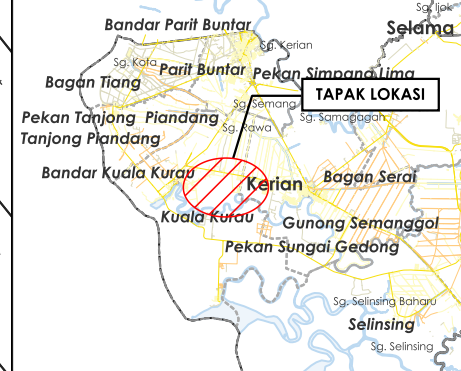 Sg. Ijok
Bandar Parit Buntar
Selama
Sg. Kerian
Sg. Kota
Parit Buntar
Pekan Simpang Lima
Bagan Tiang
TAPAK LOKASI
Sg. Semang
Pekan Tanjong Piandang
Sg. Samagagah
Sg. Rawa
Tanjong Piandang
Bandar Kuala Kurau
Kerian
Bagan Serai
Kuala Kurau
Gunong Semanggol
Pekan Sungai Gedong
Sg. Selinsing Baharu
Selinsing
Sg. Selinsing